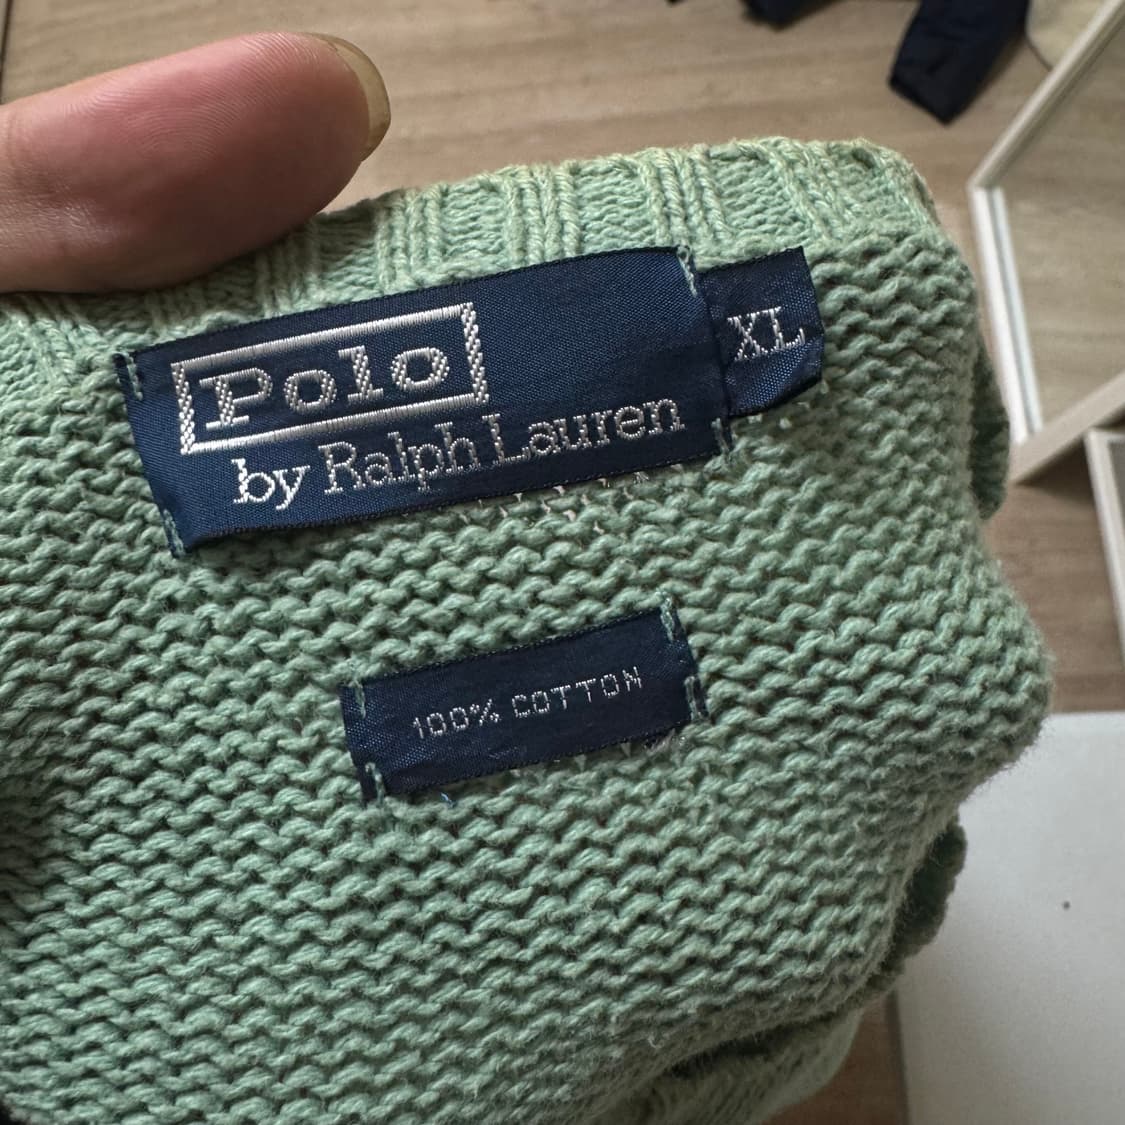 Polo
by Ralph Lauren
XL
100% COTTON